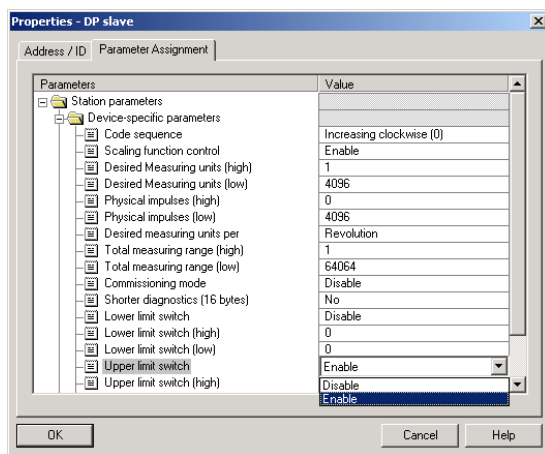 Properties - DP slave
Address / ID Parameter Assignment
Parameters Value
Station parameters
Device-specific parameters
Code sequence Increasing clockwise (0)
Scaling function control Enable
Desired Measuring units (high) 1
Desired Measuring units (low) 4096
Physical impulses (high) 0
Physical impulses (low) 4096
Desired measuring units per Revolution
Total measuring range (high) 1
Total measuring range (low) 64064
Commissioning mode Disable
Shorter diagnostics (16 bytes) No
Lower limit switch Disable
Lower limit switch (high) 0
Lower limit switch (low) 0
Upper limit switch Enable
Upper limit switch (high) Disable
Enable
OK Cancel Help